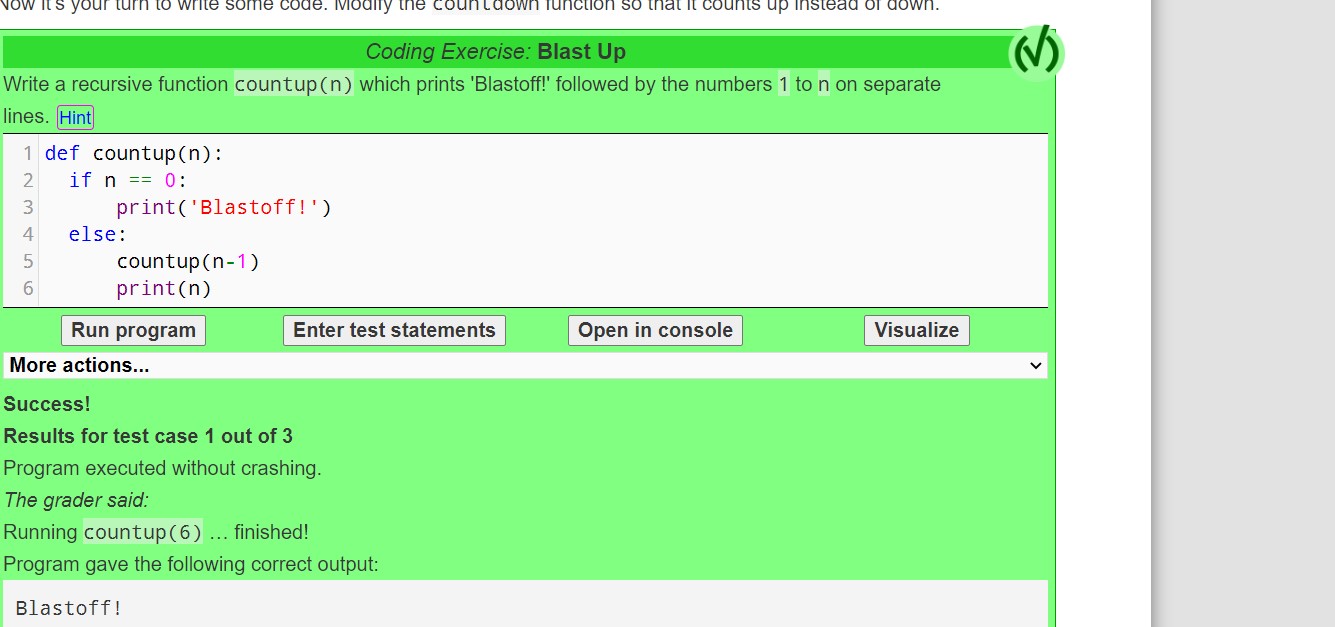 Now it's your turn to write some code. Modify the countdown function so that it counts up instead of down.
Coding Exercise: Blast Up
Write a recursive function countup(n) which prints 'Blastoff!' followed by the numbers 1 to n on separate
lines. Hint
1 def countup(n):
2   if n == 0:
3       print('Blastoff!')
4   else:
5       countup(n-1)
6       print(n)
Run program Enter test statements Open in console Visualize
More actions...
Success!
Results for test case 1 out of 3
Program executed without crashing.
The grader said:
Running countup(6) … finished!
Program gave the following correct output:
Blastoff!